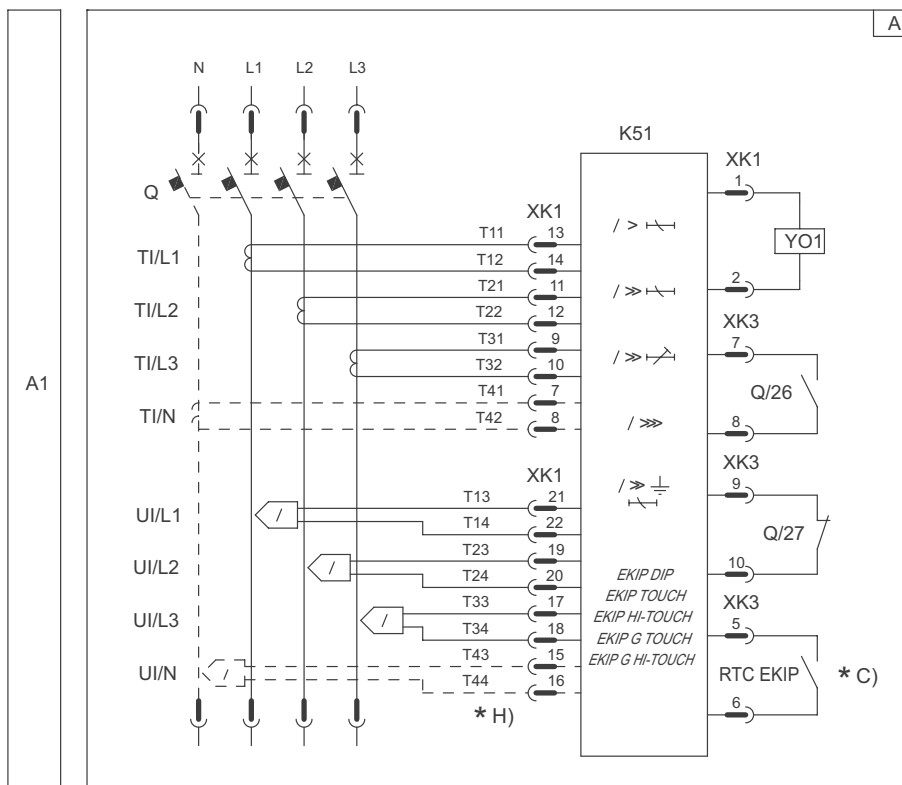 A
N L1 L2 L3
K51
XK1
1
Q
XK1
T11 13
YO1
TI/L1
T12 14
T21 11
2
TI/L2
T22 12
XK3
T31 9
7
TI/L3
T32 10
A1
T41 7
Q/26
TI/N
T42 8
8
XK3
XK1
9
T13 21
UI/L1
T14 22
Q/27
T23 19
UI/L2
T24 20
10
EKIP DIP
EKIP TOUCH
T33 17
EKIP HI-TOUCH
XK3
UI/L3
T34 18
EKIP G TOUCH
5
T43 15
EKIP G HI-TOUCH
UI/N
T44 16
RTC EKIP * C)
* H)
6